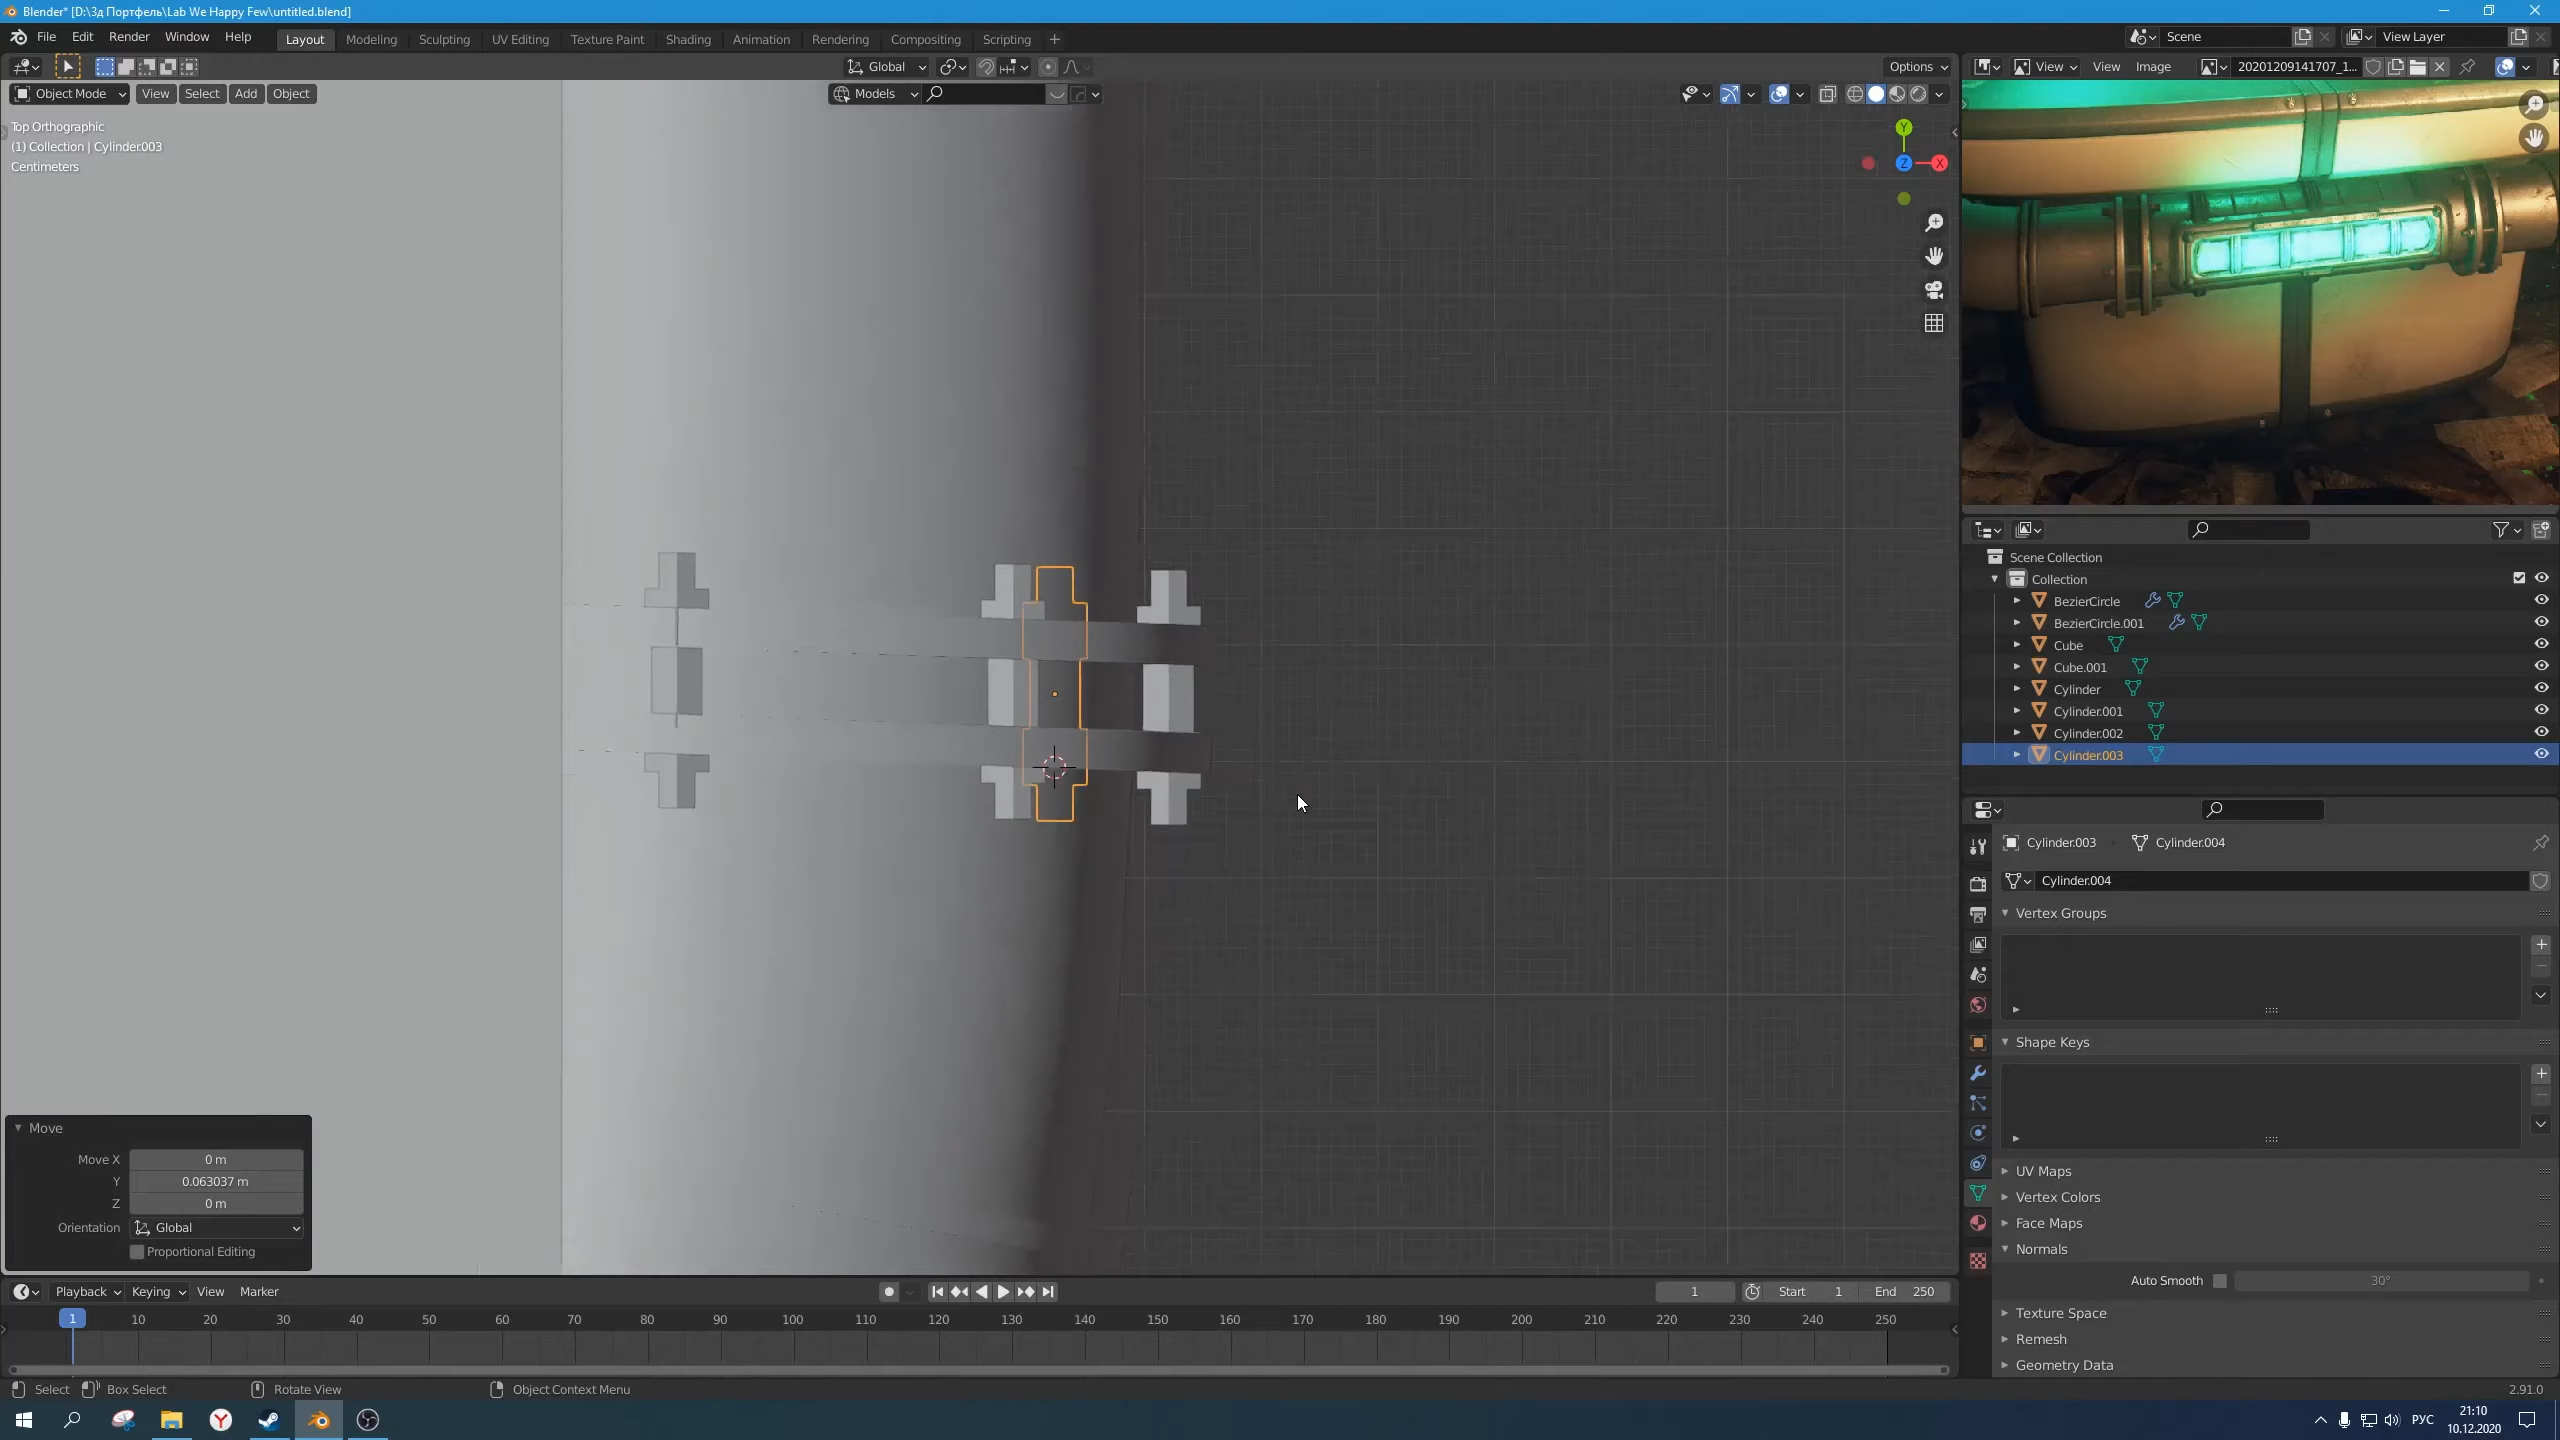 Blender* [D:\3д Портфель\Lab We Happy Few\untitled.blend]
File Edit Render Window Help Layout Modeling Sculpting UV Editing Texture Paint Shading Animation Rendering Compositing Scripting + Scene View Layer
Global Options View View Image 20201209141707_1...
Object Mode View Select Add Object Models
Top Orthographic
(1) Collection | Cylinder.003
Centimeters
Y
Z
X
Scene Collection
Collection
BezierCircle
BezierCircle.001
Cube
Cube.001
Cylinder
Cylinder.001
Cylinder.002
Cylinder.003
Cylinder.003 Cylinder.004
Cylinder.004
Vertex Groups
Shape Keys
UV Maps
Vertex Colors
Face Maps
Normals
Auto Smooth 30°
Texture Space
Remesh
Geometry Data
Move
Move X 0 m
Y 0.063037 m
Z 0 m
Orientation Global
Proportional Editing
Playback Keying View Marker 1 Start 1 End 250
1 10 20 30 40 50 60 70 80 90 100 110 120 130 140 150 160 170 180 190 200 210 220 230 240 250
Select Box Select Rotate View Object Context Menu 2.91.0
РУС 21:10
10.12.2020